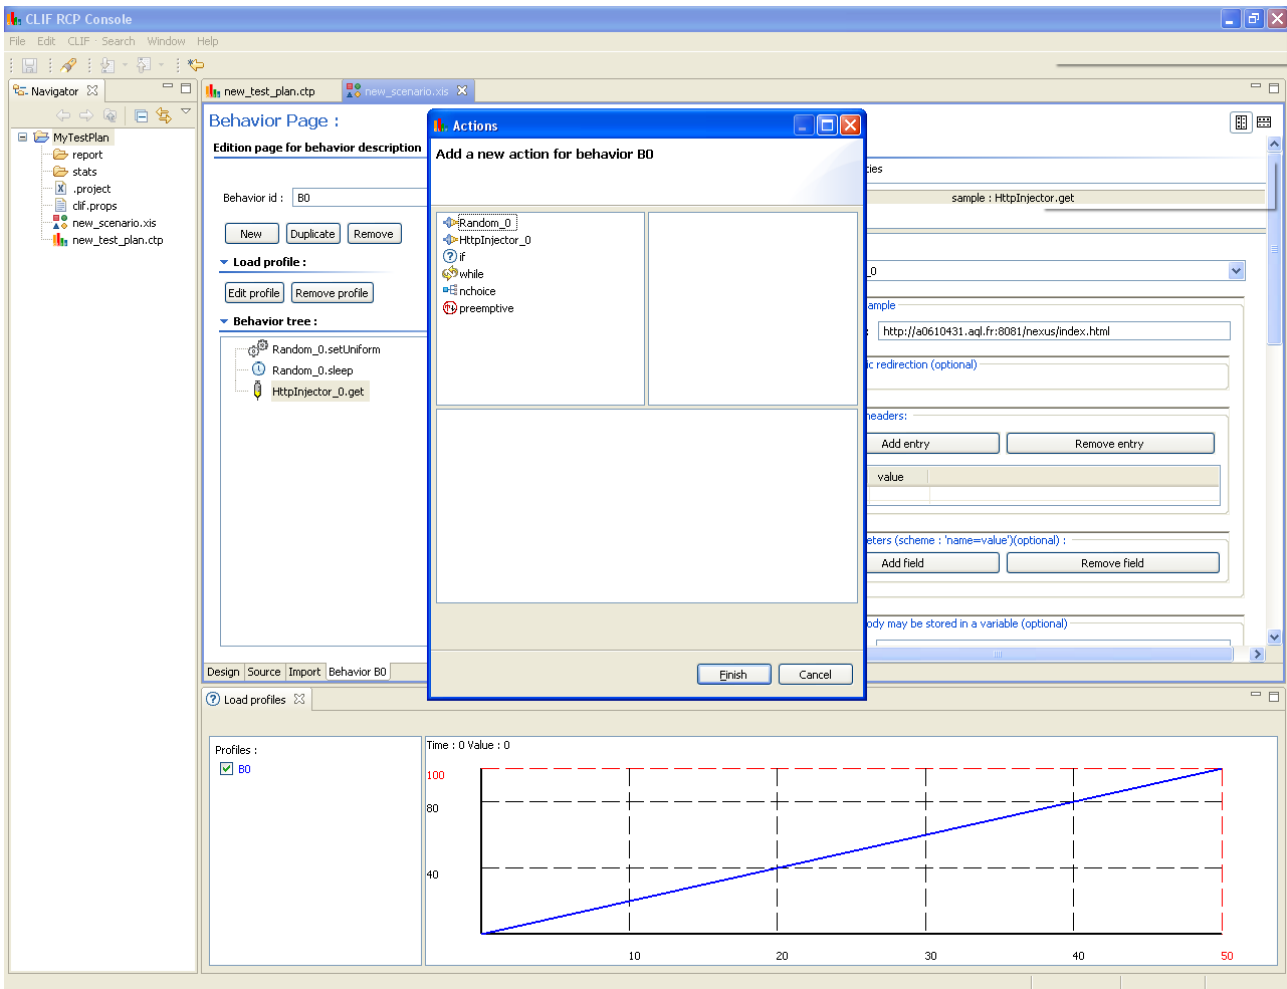 CLIF RCP Console
File Edit CLIF Search Window Help
Navigator
new_test_plan.ctp
new_scenario.xis
MyTestPlan
report
stats
.project
clif.props
new_scenario.xis
new_test_plan.ctp
Behavior Page :
Edition page for behavior description
Behavior id : B0
New Duplicate Remove
Load profile :
Edit profile Remove profile
Behavior tree :
Random_0.setUniform
Random_0.sleep
HttpInjector_0.get
Design Source Import Behavior B0
Actions
Add a new action for behavior B0
Random_0
HttpInjector_0
if
while
nchoice
preemptive
Finish Cancel
ties
sample : HttpInjector.get
_0
ample
: http://a0610431.aql.fr:8081/nexus/index.html
ic redirection (optional)
headers:
Add entry Remove entry
value
eters (scheme : 'name=value')(optional) :
Add field Remove field
ody may be stored in a variable (optional)
Load profiles
Profiles :
B0
Time : 0 Value : 0
100
80
40
10 20 30 40 50